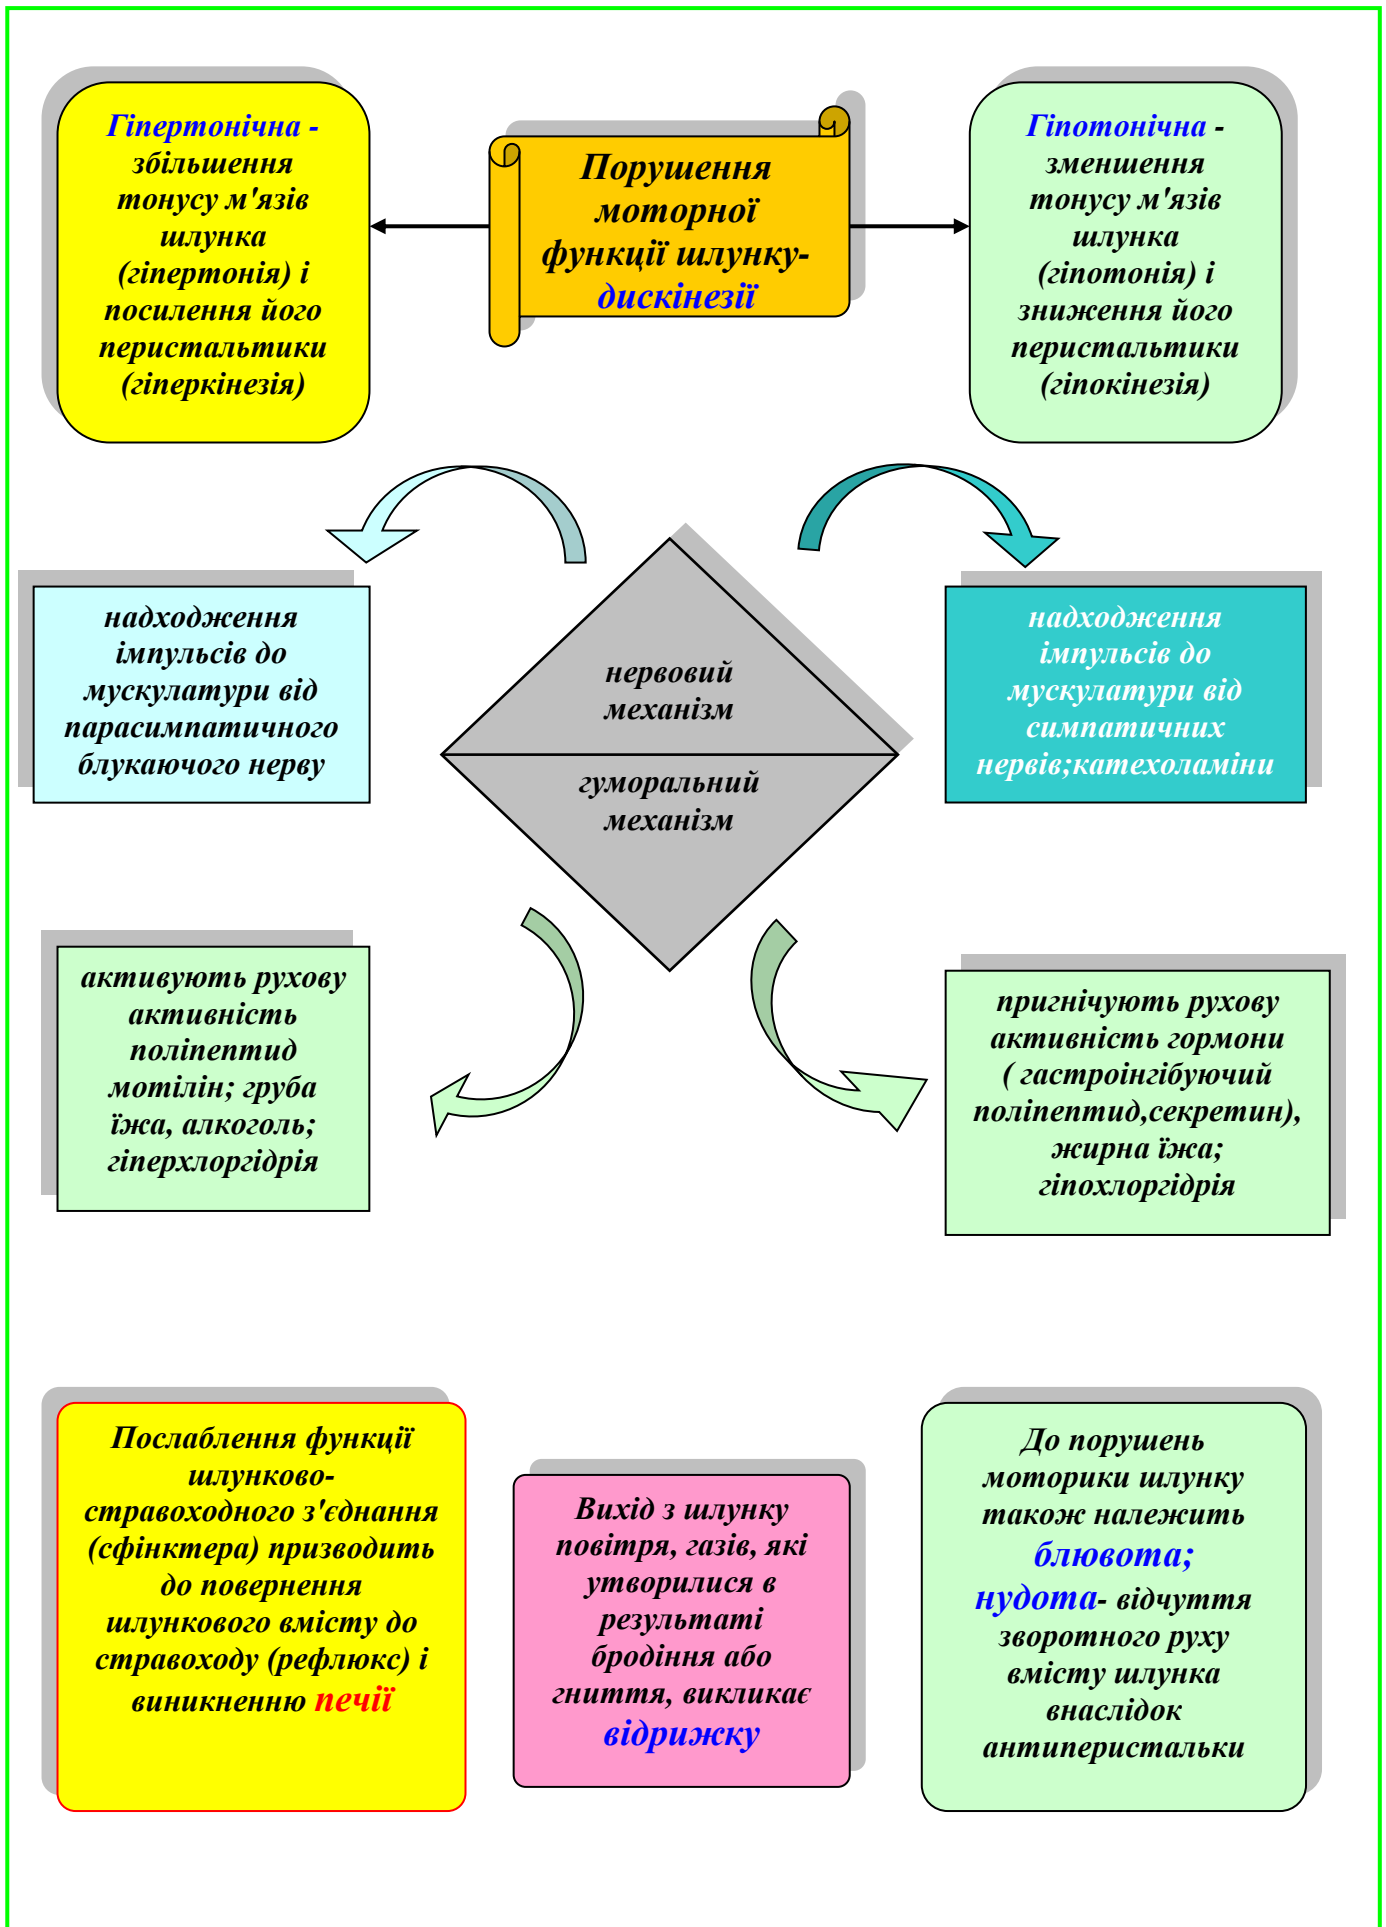 Гіпертонічна -
збільшення
тонусу м'язів
шлунка
(гіпертонія) і
посилення його
перистальтики
(гіперкінезія)
Порушення
моторної
функції шлунку-
дискінезії
Гіпотонічна -
зменшення
тонусу м'язів
шлунка
(гіпотонія) і
зниження його
перистальтики
(гіпокінезія)
надходження
імпульсів до
мускулатури від
парасимпатичного
блукаючого нерву
нервовий
механізм
гуморальний
механізм
надходження
імпульсів до
мускулатури від
симпатичних
нервів;катехоламіни
активують рухову
активність
поліпептид
мотілін; груба
їжа, алкоголь;
гіперхлоргідрія
пригнічують рухову
активність гормони
( гастроінгібуючий
поліпептид,секретин),
жирна їжа;
гіпохлоргідрія
Послаблення функції
шлунково-
стравоходного з'єднання
(сфінктера) призводить
до повернення
шлункового вмісту до
стравоходу (рефлюкс) і
виникненню печії
Вихід з шлунку
повітря, газів, які
утворилися в
результаті
бродіння або
гниття, викликає
відрижку
До порушень
моторики шлунку
також належить
блювота;
нудота- відчуття
зворотного руху
вмісту шлунка
внаслідок
антиперистальки